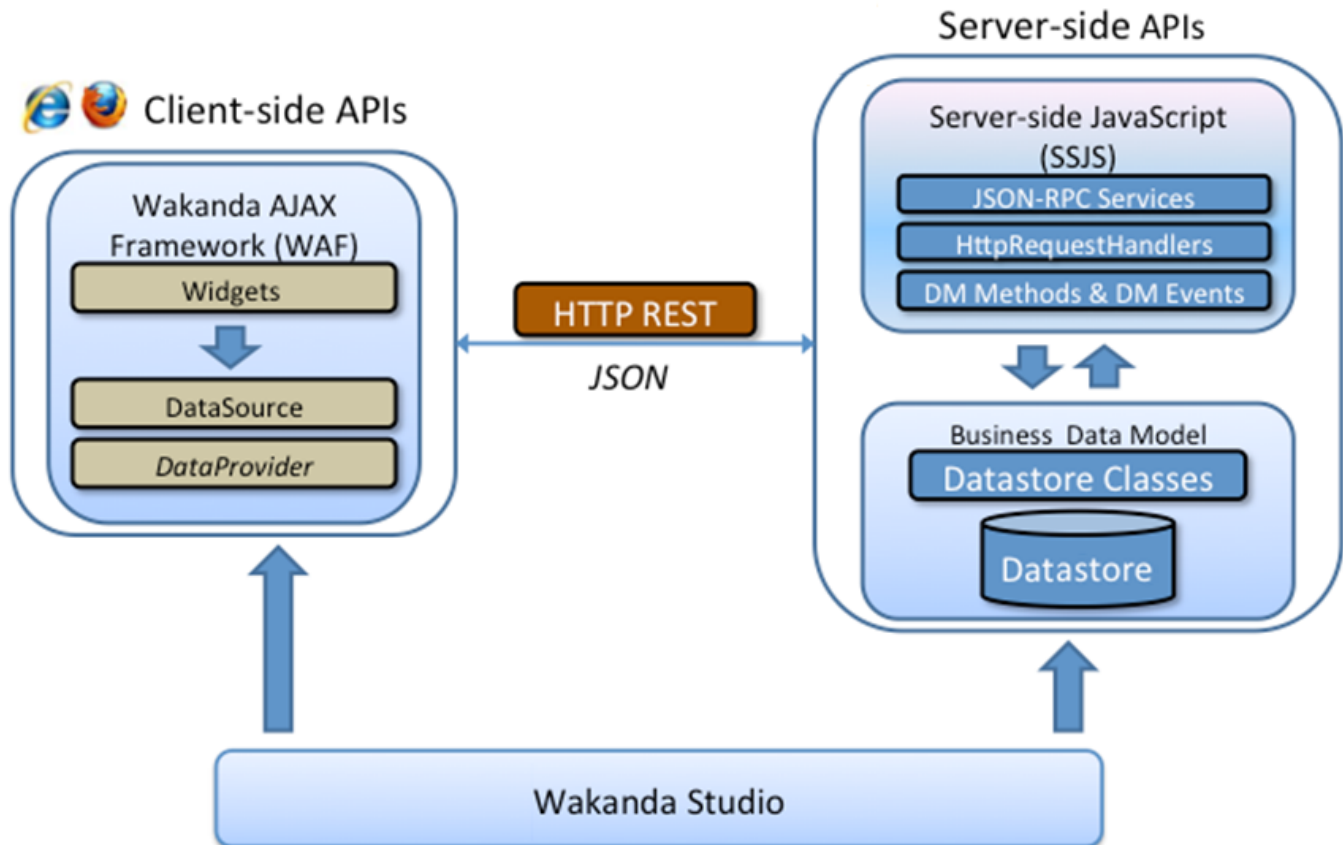 Server-side APIs
Client-side APIs
Wakanda AJAX
Framework (WAF)
Widgets
DataSource
DataProvider
HTTP REST
JSON
Server-side JavaScript
(SSJS)
JSON-RPC Services
HttpRequestHandlers
DM Methods & DM Events
Business Data Model
Datastore Classes
Datastore
Wakanda Studio